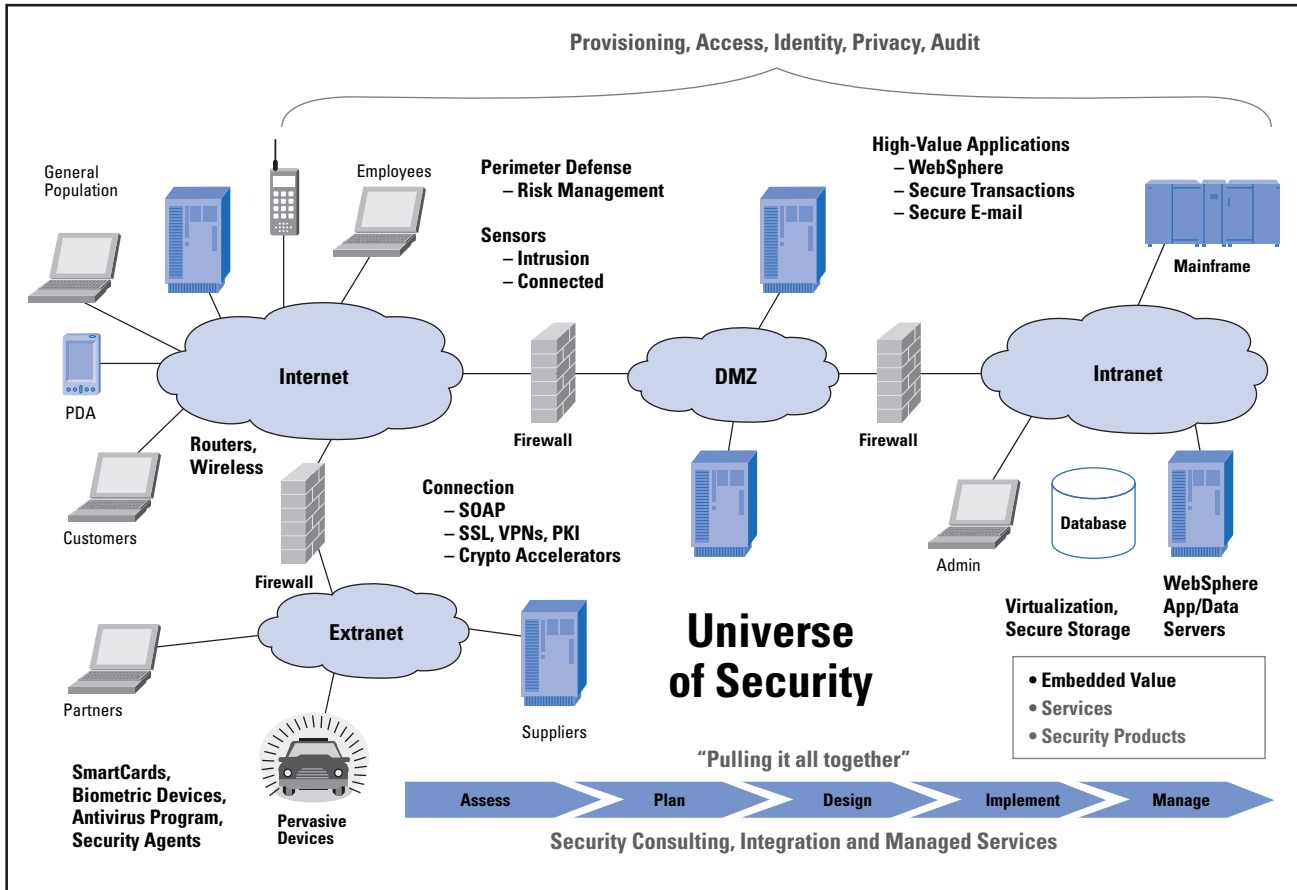 Provisioning, Access, Identity, Privacy, Audit
General
Population
Employees
Perimeter Defense
– Risk Management
Sensors
– Intrusion
– Connected
High-Value Applications
– WebSphere
– Secure Transactions
– Secure E-mail
Mainframe
PDA
Internet
Firewall
DMZ
Firewall
Intranet
Routers,
Wireless
Customers
Firewall
Connection
– SOAP
– SSL, VPNs, PKI
– Crypto Accelerators
Admin
Database
Virtualization,
Secure Storage
WebSphere
App/Data
Servers
Extranet
Partners
Suppliers
Universe
of Security
• Embedded Value
• Services
• Security Products
SmartCards,
Biometric Devices,
Antivirus Program,
Security Agents
Pervasive
Devices
“Pulling it all together”
Assess
Plan
Design
Implement
Manage
Security Consulting, Integration and Managed Services